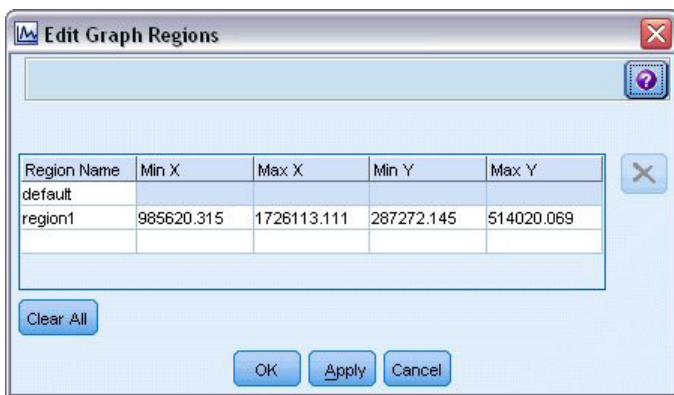 Edit Graph Regions
Region Name Min X Max X Min Y Max Y
default
region1 985620.315 1726113.111 287272.145 514020.069
Clear All
OK Apply Cancel